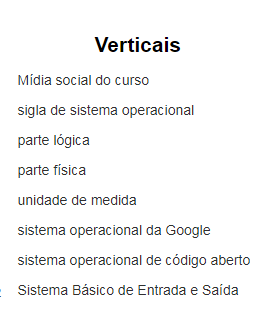 Verticais
Mídia social do curso
sigla de sistema operacional
parte lógica
parte física
unidade de medida
sistema operacional da Google
sistema operacional de código aberto
Sistema Básico de Entrada e Saída